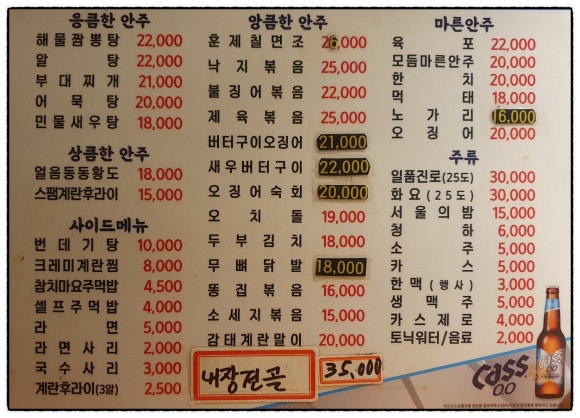 응큼한 안주
해물짬뽕탕 22,000
알탕 22,000
부대찌개 21,000
어묵탕 20,000
민물새우탕 18,000
상큼한 안주
얼음동동황도 18,000
스팸계란후라이 15,000
사이드메뉴
번데기탕 10,000
크레미계란찜 8,000
참치마요주먹밥 4,500
셀프주먹밥 4,000
라면 5,000
라면사리 2,000
국수사리 3,000
계란후라이(3알) 2,500
앙큼한 안주
훈제칠면조 26,000
낙지볶음 25,000
불징어볶음 22,000
제육볶음 25,000
버터구이오징어 21,000
새우버터구이 22,000
오징어숙회 20,000
오치돌 19,000
두부김치 18,000
무뼈닭발 18,000
똥집볶음 16,000
소세지볶음 15,000
감태계란말이 20,000
내장전골 35,000
마른안주
육포 22,000
모듬마른안주 20,000
한치 20,000
먹태 18,000
노가리 16,000
오징어 20,000
주류
일품진로(25도) 30,000
화요(25도) 30,000
서울의밤 15,000
청하 6,000
소주 5,000
카스 5,000
한맥(행사) 3,000
생맥주 5,000
카스제로 4,000
토닉워터/음료 2,000
Cass
0.0